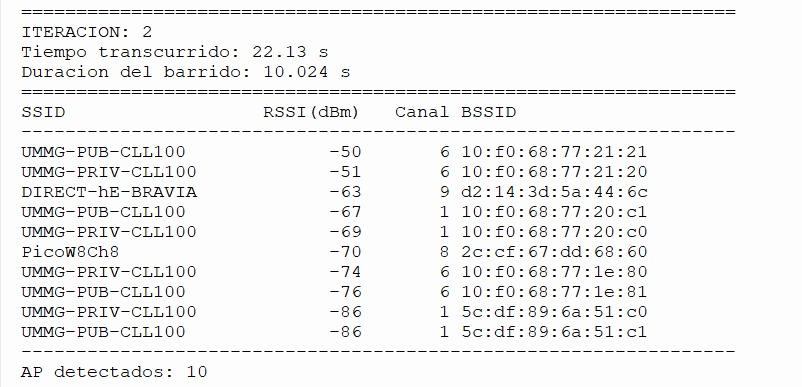 =================================================================
ITERACION: 2
Tiempo transcurrido: 22.13 s
Duracion del barrido: 10.024 s
=================================================================
SSID                  RSSI(dBm)   Canal BSSID
-----------------------------------------------------------------
UMMG-PUB-CLL100             -50       6 10:f0:68:77:21:21
UMMG-PRIV-CLL100            -51       6 10:f0:68:77:21:20
DIRECT-hE-BRAVIA            -63       9 d2:14:3d:5a:44:6c
UMMG-PUB-CLL100             -67       1 10:f0:68:77:20:c1
UMMG-PRIV-CLL100            -69       1 10:f0:68:77:20:c0
PicoW8Ch8                   -70       8 2c:cf:67:dd:68:60
UMMG-PRIV-CLL100            -74       6 10:f0:68:77:1e:80
UMMG-PUB-CLL100             -76       6 10:f0:68:77:1e:81
UMMG-PRIV-CLL100            -86       1 5c:df:89:6a:51:c0
UMMG-PUB-CLL100             -86       1 5c:df:89:6a:51:c1
-----------------------------------------------------------------
AP detectados: 10